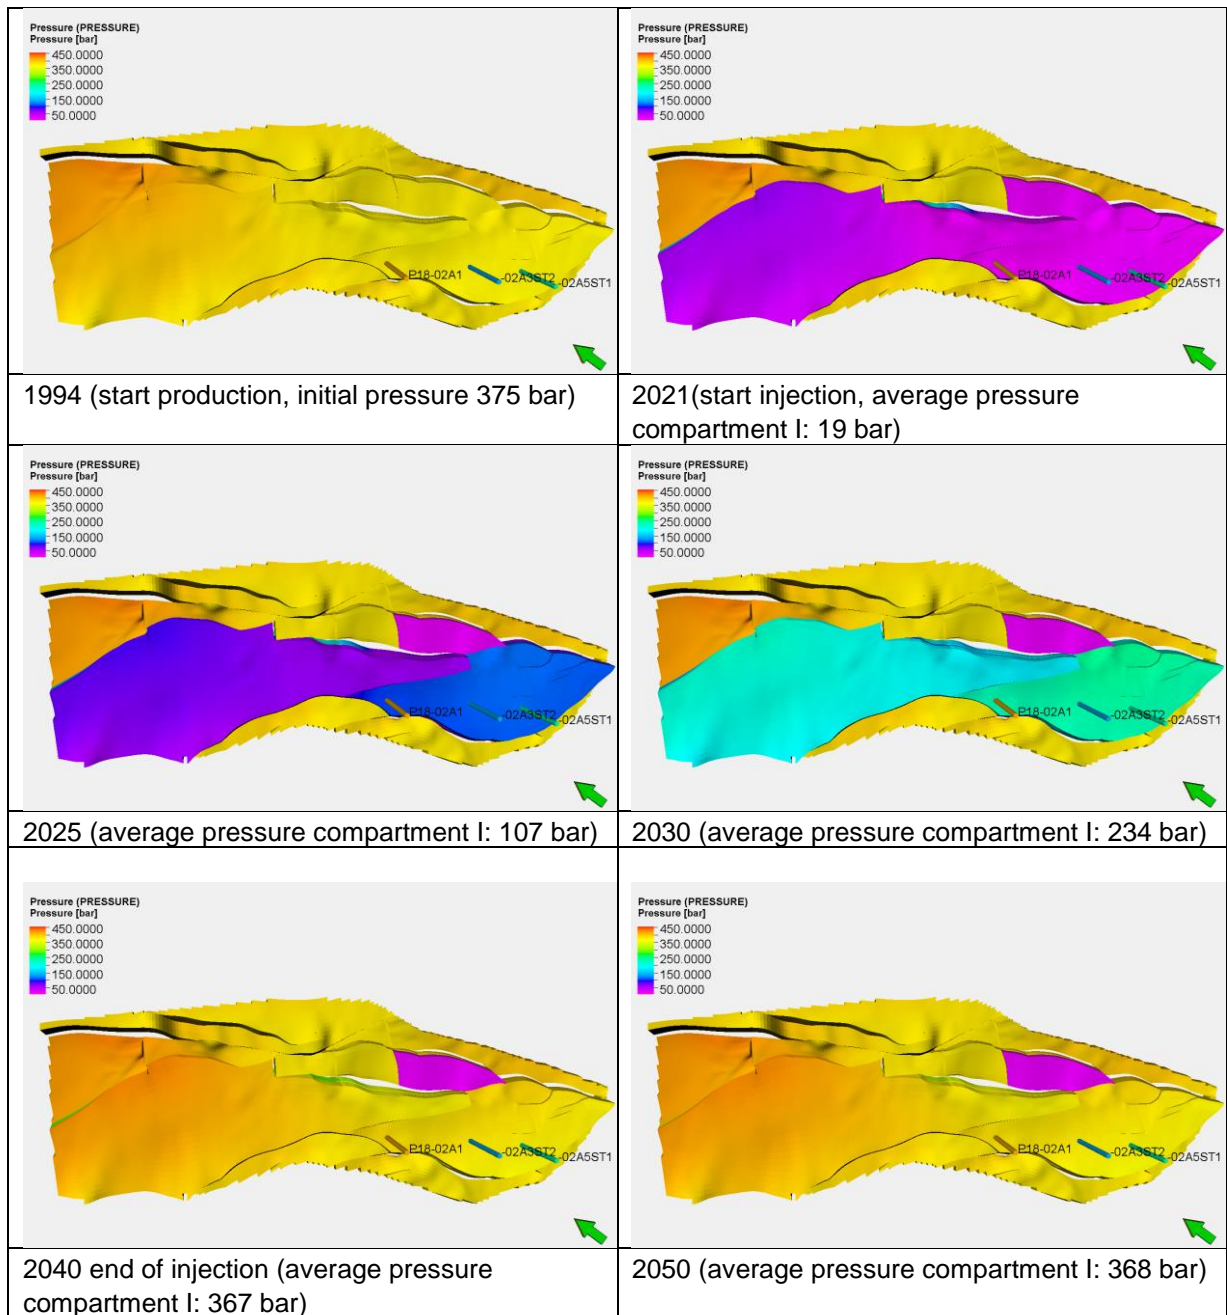 Pressure (PRESSURE)
Pressure [bar]
450.0000
350.0000
250.0000
150.0000
50.0000
P18-02A1
-02A3ST2
-02A5ST1
1994 (start production, initial pressure 375 bar)
Pressure (PRESSURE)
Pressure [bar]
450.0000
350.0000
250.0000
150.0000
50.0000
P18-02A1
-02A3ST2
-02A5ST1
2021(start injection, average pressure
compartment I: 19 bar)
Pressure (PRESSURE)
Pressure [bar]
450.0000
350.0000
250.0000
150.0000
50.0000
P18-02A1
-02A3ST2
-02A5ST1
2025 (average pressure compartment I: 107 bar)
Pressure (PRESSURE)
Pressure [bar]
450.0000
350.0000
250.0000
150.0000
50.0000
P18-02A1
-02A3ST2
-02A5ST1
2030 (average pressure compartment I: 234 bar)
Pressure (PRESSURE)
Pressure [bar]
450.0000
350.0000
250.0000
150.0000
50.0000
P18-02A1
-02A3ST2
-02A5ST1
2040 end of injection (average pressure
compartment I: 367 bar)
Pressure (PRESSURE)
Pressure [bar]
450.0000
350.0000
250.0000
150.0000
50.0000
P18-02A1
-02A3ST2
-02A5ST1
2050 (average pressure compartment I: 368 bar)